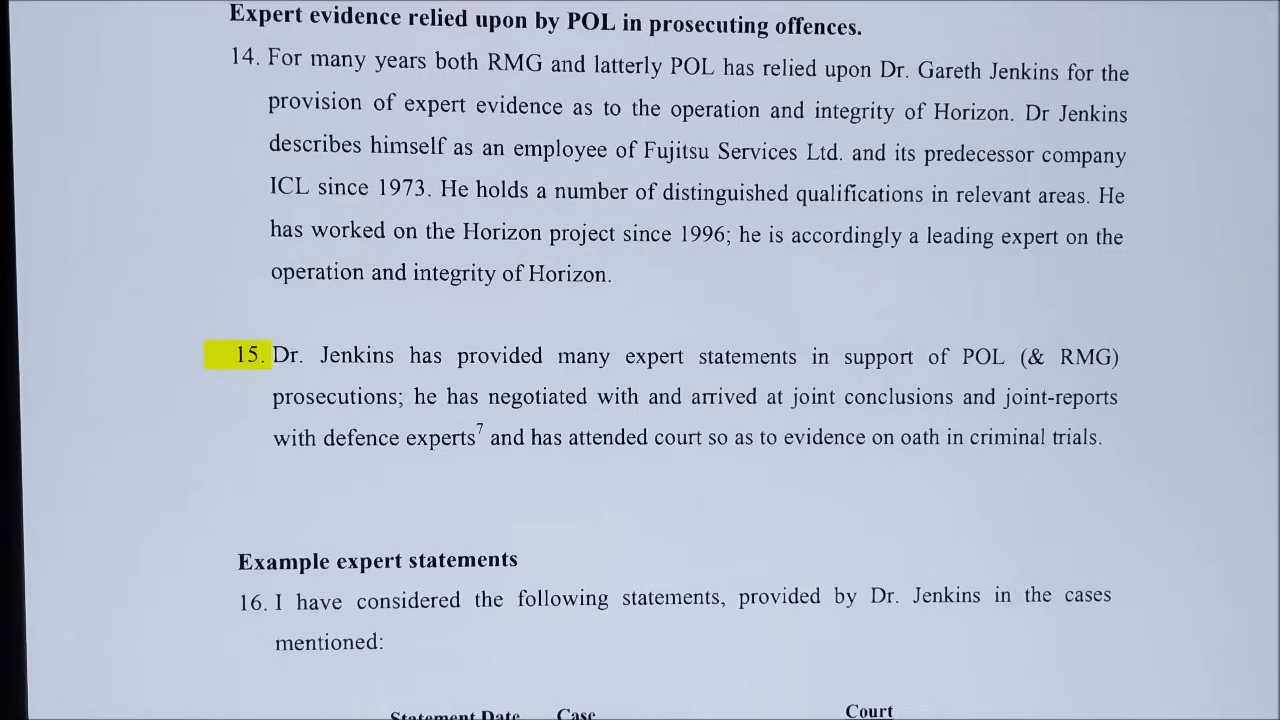 Expert evidence relied upon by POL in prosecuting offences.
14. For many years both RMG and latterly POL has relied upon Dr. Gareth Jenkins for the
provision of expert evidence as to the operation and integrity of Horizon. Dr Jenkins
describes himself as an employee of Fujitsu Services Ltd. and its predecessor company
ICL since 1973. He holds a number of distinguished qualifications in relevant areas. He
has worked on the Horizon project since 1996; he is accordingly a leading expert on the
operation and integrity of Horizon.
15. Dr. Jenkins has provided many expert statements in support of POL (& RMG)
prosecutions; he has negotiated with and arrived at joint conclusions and joint-reports
with defence experts7 and has attended court so as to evidence on oath in criminal trials.
Example expert statements
16. I have considered the following statements, provided by Dr. Jenkins in the cases
mentioned:
Statement Date Case Court